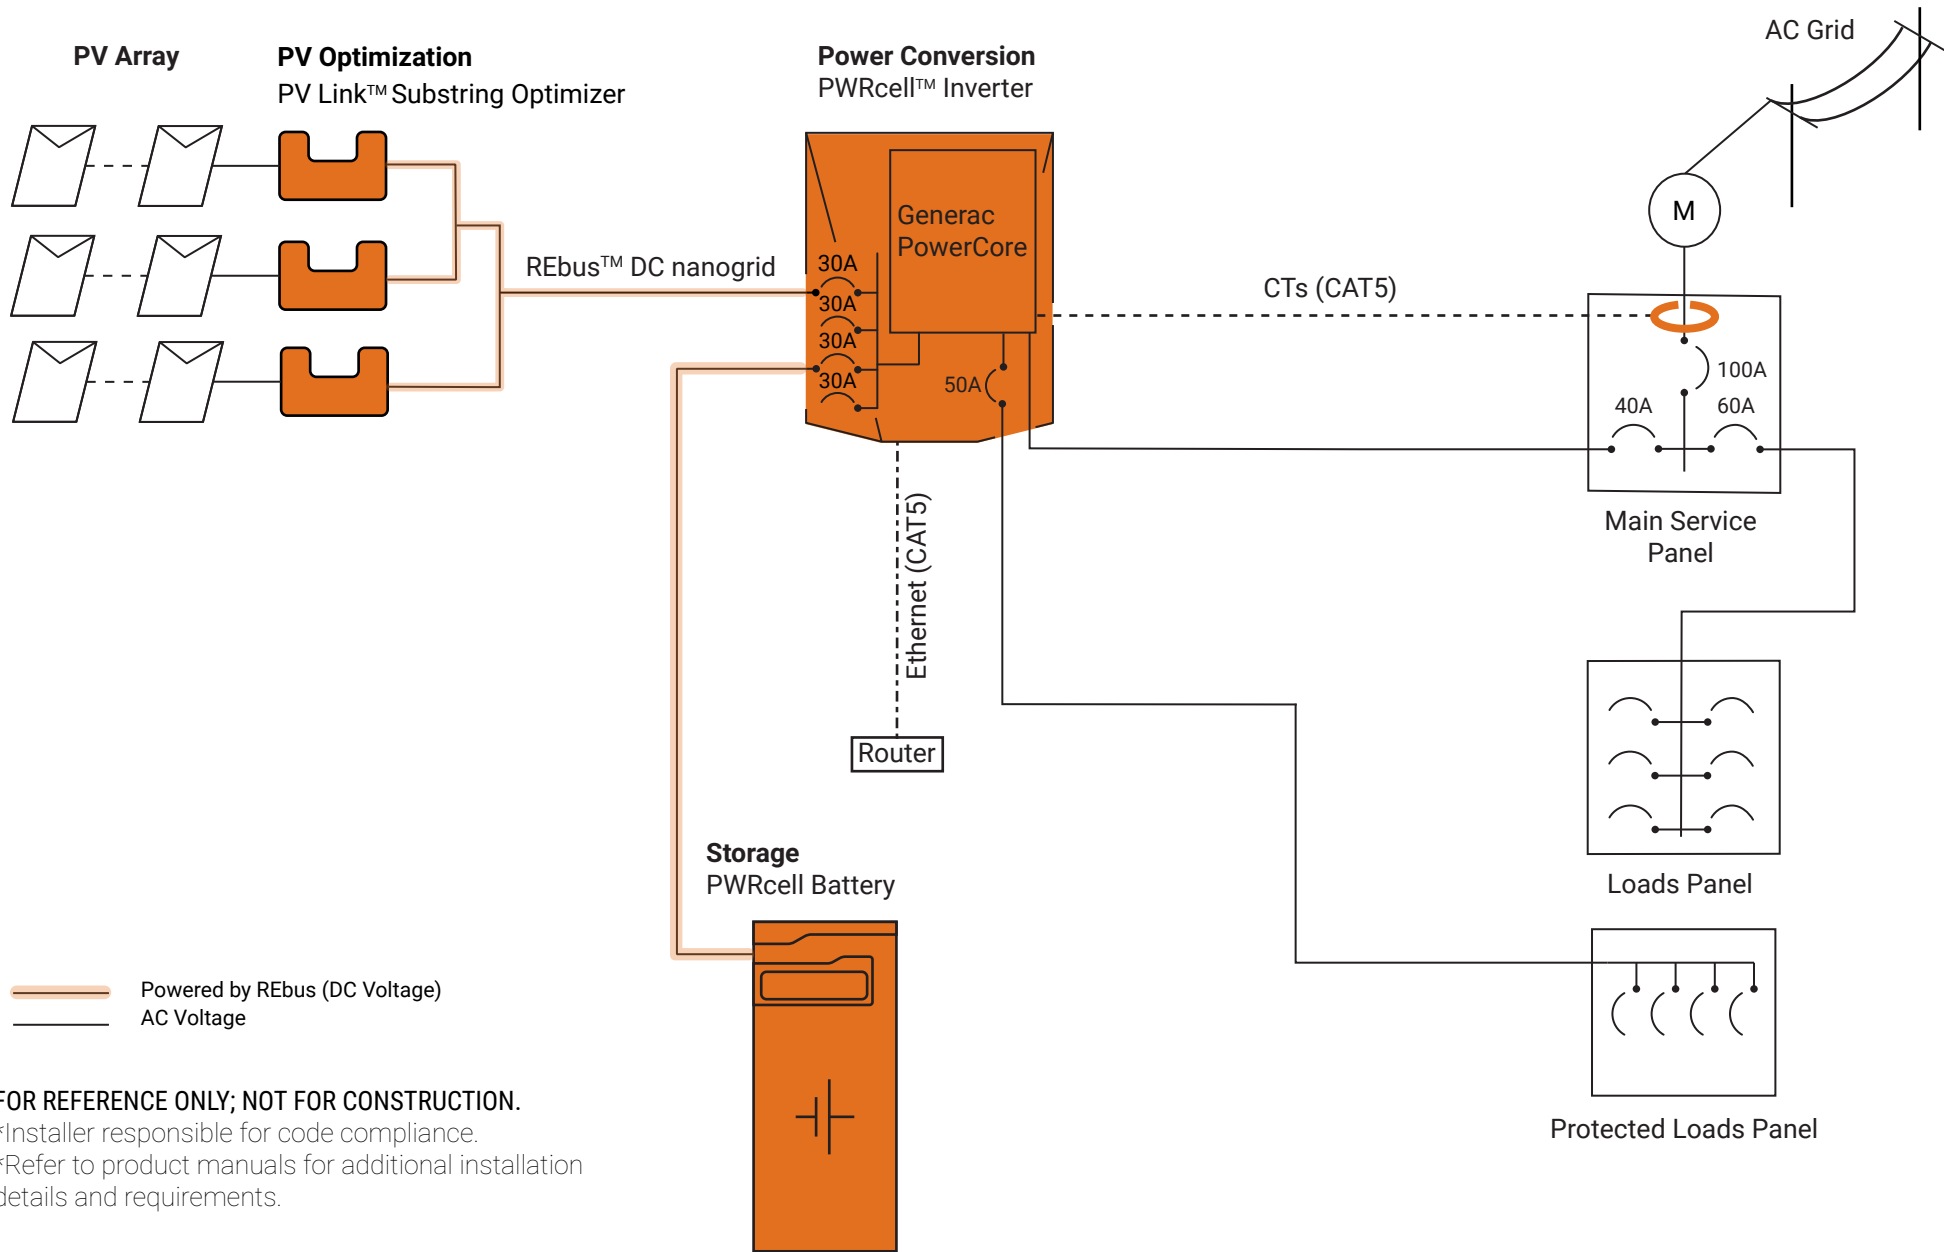 PV Array
PV Optimization
PV Link™ Substring Optimizer
Power Conversion
PWRcell™ Inverter
AC Grid
M
Generac
PowerCore
30A
30A
30A
30A
50A
REbus™ DC nanogrid
CTs (CAT5)
100A
40A
60A
Main Service
Panel
Ethernet (CAT5)
Router
Storage
PWRcell Battery
Loads Panel
Protected Loads Panel
Powered by REbus (DC Voltage)
AC Voltage
FOR REFERENCE ONLY; NOT FOR CONSTRUCTION.
*Installer responsible for code compliance.
*Refer to product manuals for additional installation
details and requirements.